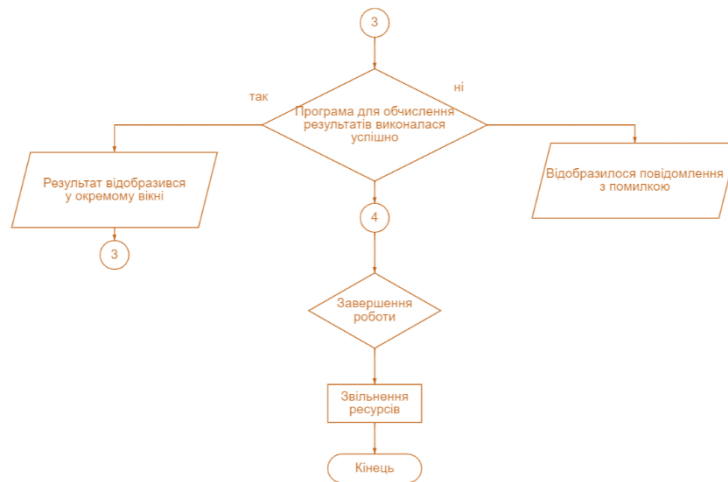 3
так
ні
Програма для обчислення
результатів виконалася
успішно
Результат відобразився
у окремому вікні
Відобразилося повідомлення
з помилкою
4
3
Завершення
роботи
Звільнення
ресурсів
Кінець